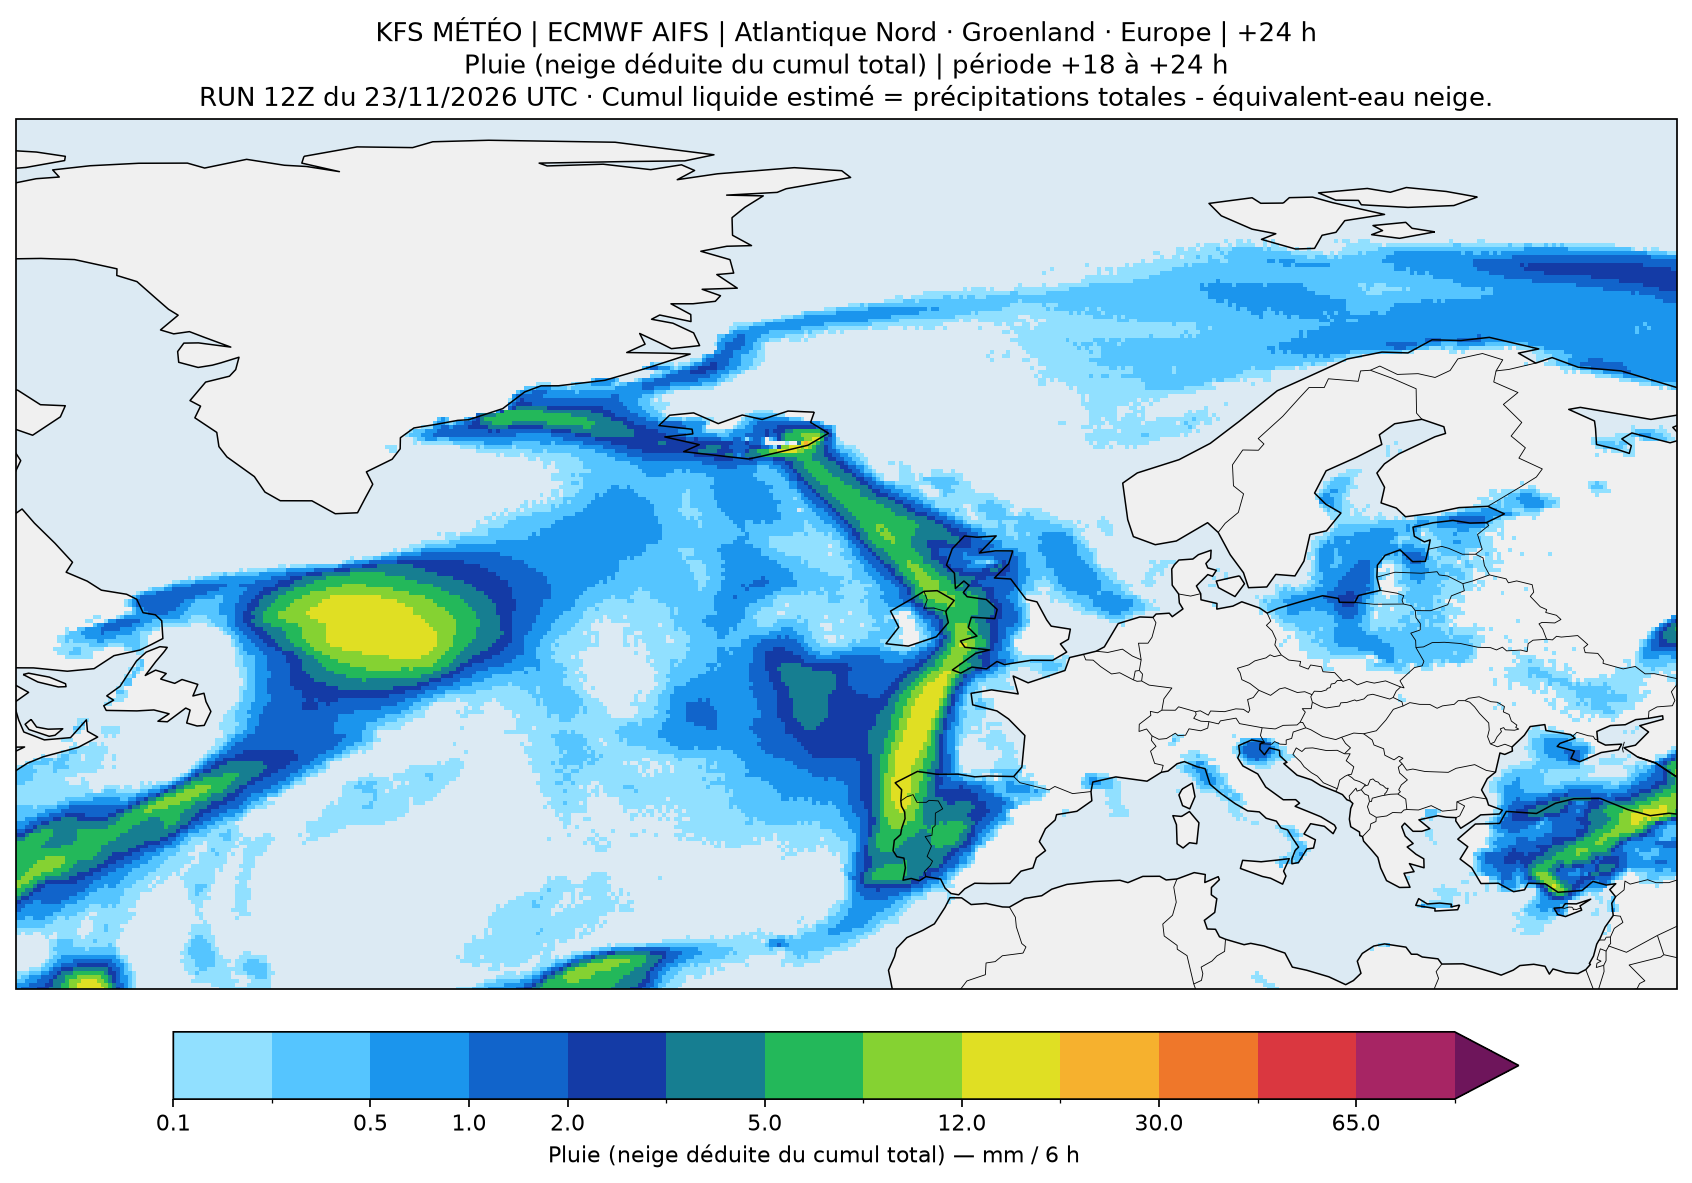 KFS MÉTÉO | ECMWF AIFS | Atlantique Nord · Groenland · Europe | +24 h
Pluie (neige déduite du cumul total) | période +18 à +24 h
RUN 12Z du 23/11/2026 UTC · Cumul liquide estimé = précipitations totales - équivalent-eau neige.
0.1 0.5 1.0 2.0 5.0 12.0 30.0 65.0
Pluie (neige déduite du cumul total) — mm / 6 h